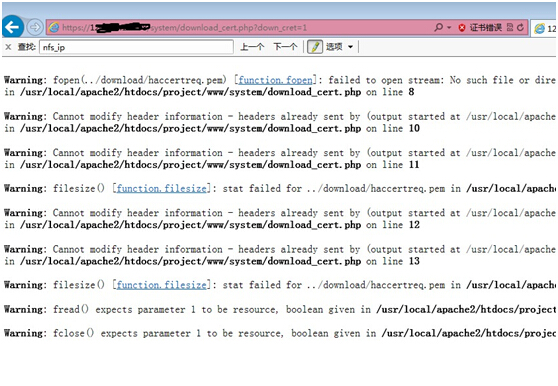 https://1 /system/download_cert.php?down_cret=1 证书错误 12
× 查找: nfs_ip 上一个 下一个 选项
Warning: fopen(../download/haccertreq.pem) [function.fopen]: failed to open stream: No such file or dire
in /usr/local/apache2/htdocs/project/www/system/download_cert.php on line 8
Warning: Cannot modify header information - headers already sent by (output started at /usr/local/apache
in /usr/local/apache2/htdocs/project/www/system/download_cert.php on line 10
Warning: Cannot modify header information - headers already sent by (output started at /usr/local/apache
in /usr/local/apache2/htdocs/project/www/system/download_cert.php on line 11
Warning: filesize() [function.filesize]: stat failed for ../download/haccertreq.pem in /usr/local/apache
Warning: Cannot modify header information - headers already sent by (output started at /usr/local/apache
in /usr/local/apache2/htdocs/project/www/system/download_cert.php on line 12
Warning: Cannot modify header information - headers already sent by (output started at /usr/local/apache
in /usr/local/apache2/htdocs/project/www/system/download_cert.php on line 13
Warning: filesize() [function.filesize]: stat failed for ../download/haccertreq.pem in /usr/local/apache
Warning: fread() expects parameter 1 to be resource, boolean given in /usr/local/apache2/htdocs/project
Warning: fclose() expects parameter 1 to be resource, boolean given in /usr/local/apache2/htdocs/projec